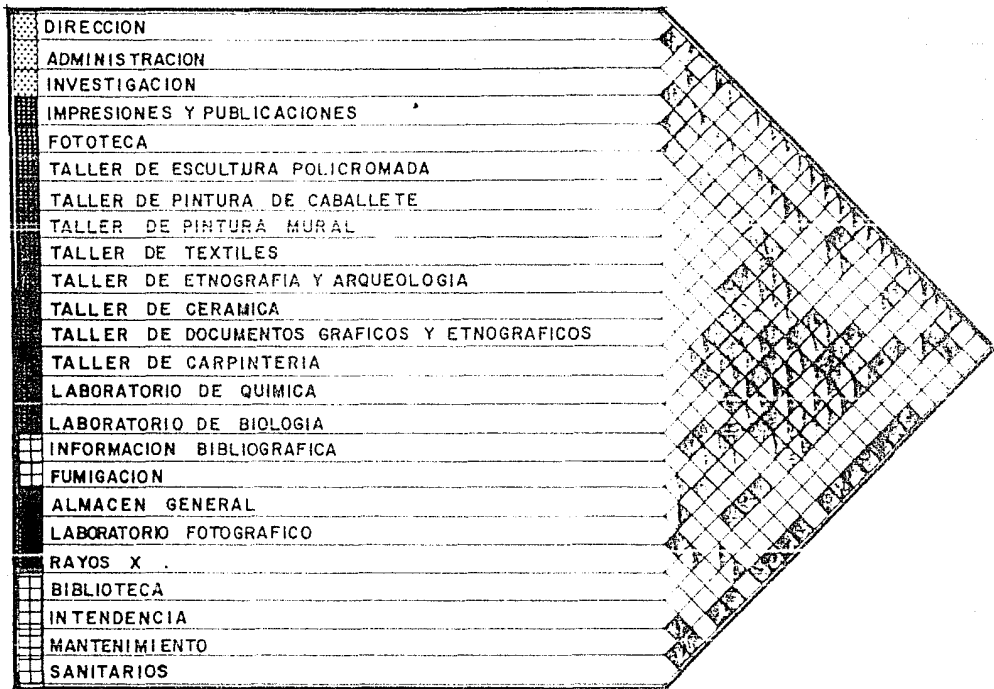 DIRECCION
ADMINISTRACION
INVESTIGACION
IMPRESIONES Y PUBLICACIONES
FOTOTECA
TALLER DE ESCULTURA POLICROMADA
TALLER DE PINTURA DE CABALLETE
TALLER DE PINTURA MURAL
TALLER DE TEXTILES
TALLER DE ETNOGRAFIA Y ARQUEOLOGIA
TALLER DE CERAMICA
TALLER DE DOCUMENTOS GRAFICOS Y ETNOGRAFICOS
TALLER DE CARPINTERIA
LABORATORIO DE QUIMICA
LABORATORIO DE BIOLOGIA
INFORMACION BIBLIOGRAFICA
FUMIGACION
ALMACEN GENERAL
LABORATORIO FOTOGRAFICO
RAYOS X
BIBLIOTECA
INTENDENCIA
MANTENIMIENTO
SANITARIOS